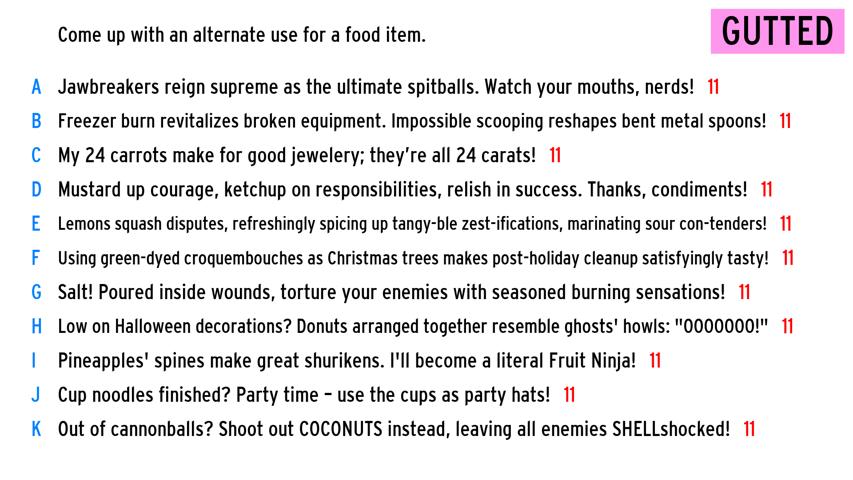 Come up with an alternate use for a food item.
GUTTED
A Jawbreakers reign supreme as the ultimate spitballs. Watch your mouths, nerds! 11
B Freezer burn revitalizes broken equipment. Impossible scooping reshapes bent metal spoons! 11
C My 24 carrots make for good jewelery; they're all 24 carats! 11
D Mustard up courage, ketchup on responsibilities, relish in success. Thanks, condiments! 11
E Lemons squash disputes, refreshingly spicing up tangy-ble zest-ifications, marinating sour con-tenders! 11
F Using green-dyed croquembouches as Christmas trees makes post-holiday cleanup satisfyingly tasty! 11
G Salt! Poured inside wounds, torture your enemies with seasoned burning sensations! 11
H Low on Halloween decorations? Donuts arranged together resemble ghosts' howls: "OOOOOOO!" 11
I Pineapples' spines make great shurikens. I'll become a literal Fruit Ninja! 11
J Cup noodles finished? Party time – use the cups as party hats! 11
K Out of cannonballs? Shoot out COCONUTS instead, leaving all enemies SHELLshocked! 11